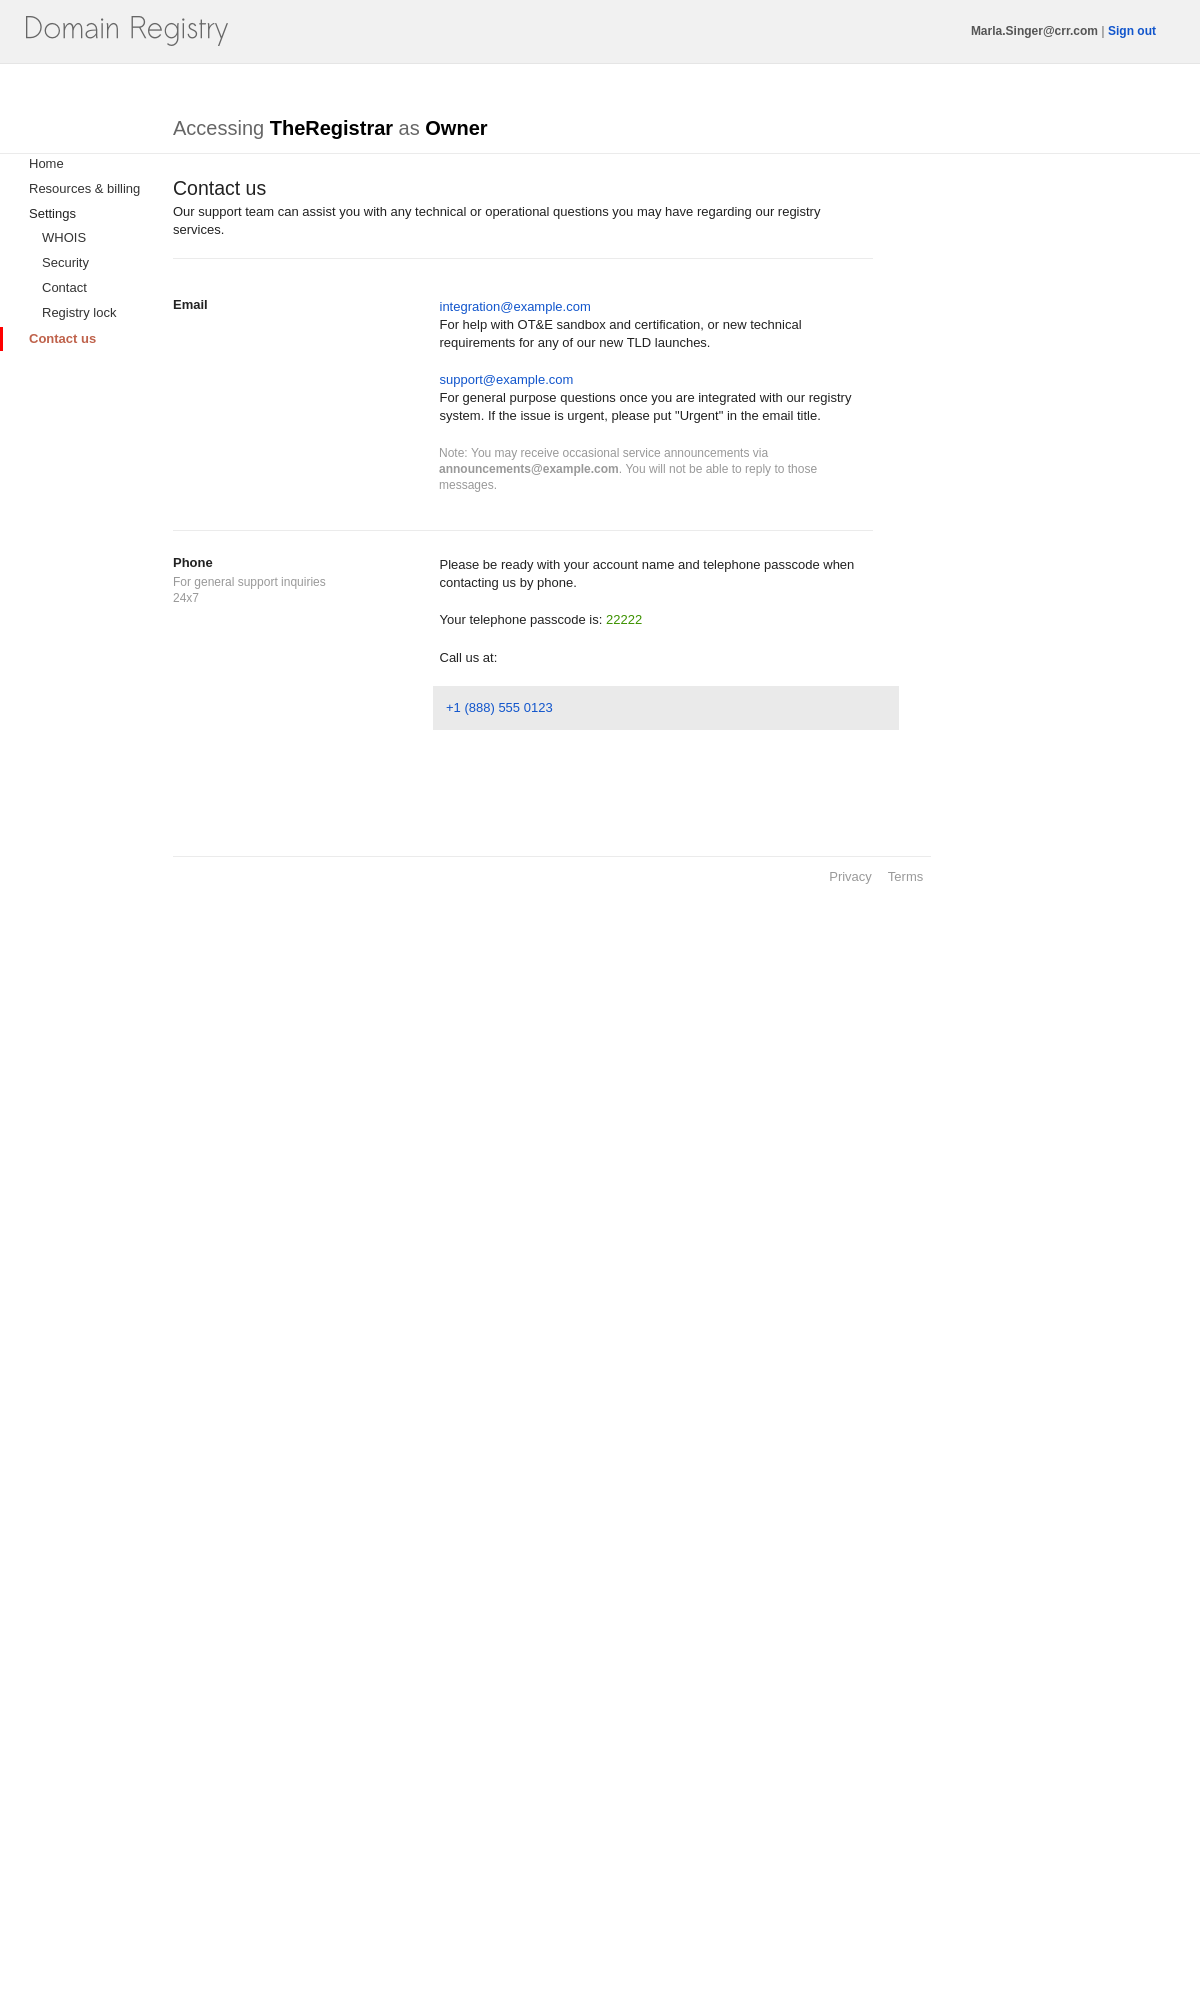 Domain Registry
Marla.Singer@crr.com | Sign out
Accessing TheRegistrar as Owner
Home
Resources & billing
Settings
WHOIS
Security
Contact
Registry lock
Contact us
Contact us
Our support team can assist you with any technical or operational questions you may have regarding our registry
services.
Email
integration@example.com
For help with OT&E sandbox and certification, or new technical
requirements for any of our new TLD launches.
support@example.com
For general purpose questions once you are integrated with our registry
system. If the issue is urgent, please put "Urgent" in the email title.
Note: You may receive occasional service announcements via
announcements@example.com. You will not be able to reply to those
messages.
Phone
For general support inquiries
24x7
Please be ready with your account name and telephone passcode when
contacting us by phone.
Your telephone passcode is: 22222
Call us at:
+1 (888) 555 0123
Privacy Terms